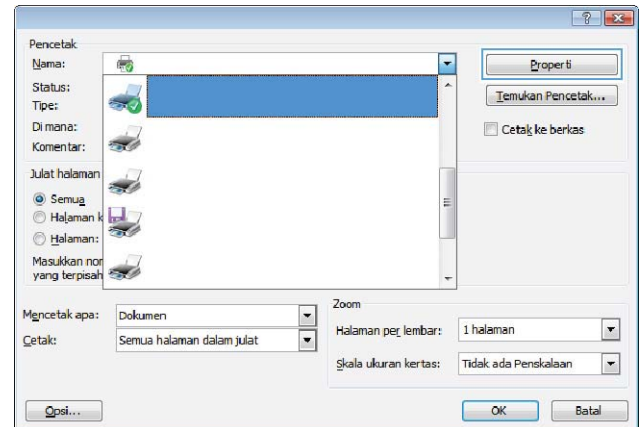 Pencetak
Nama:
Properti
Status:
Temukan Pencetak...
Tipe:
Di mana:
Cetak ke berkas
Komentar:
Julat halaman
Semua
Halaman k
Halaman:
Masukkan nor
yang terpisah
Mencetak apa:
Dokumen
Cetak:
Semua halaman dalam julat
Zoom
Halaman per lembar:
1 halaman
Skala ukuran kertas:
Tidak ada Penskalaan
Opsi...
OK
Batal